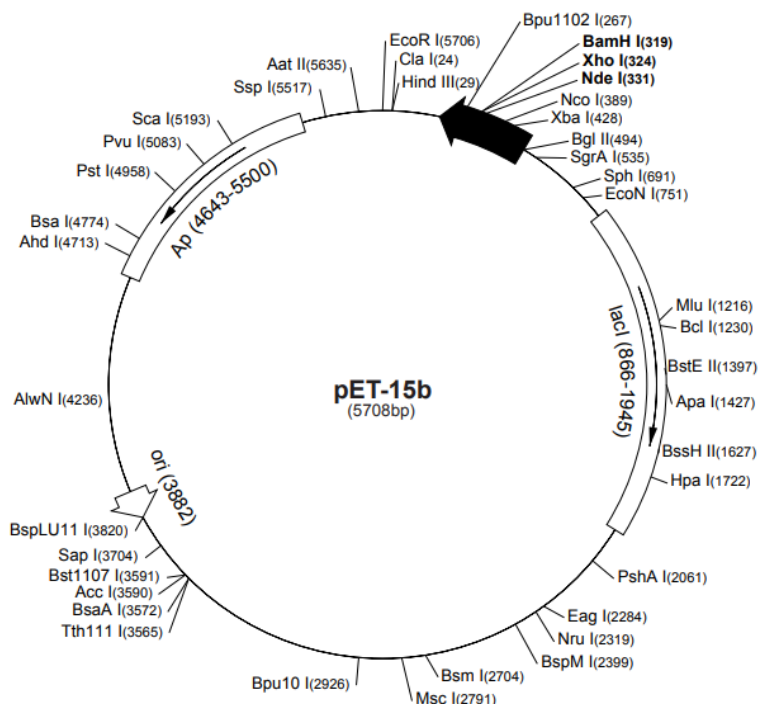 EcoR I(5706)
Cla I(24)
Hind III(29)
Bpu1102 I(267)
BamH I(319)
Xho I(324)
Nde I(331)
Nco I(389)
Xba I(428)
Bgl II(494)
SgrA I(535)
Sph I(691)
EcoN I(751)
lacI (866-1945)
Mlu I(1216)
Bcl I(1230)
BstE II(1397)
Apa I(1427)
BssH II(1627)
Hpa I(1722)
PshA I(2061)
Eag I(2284)
Nru I(2319)
BspM I(2399)
Bsm I(2704)
Msc I(2791)
Bpu10 I(2926)
Tth111 I(3565)
BsaA I(3572)
Acc I(3590)
Bst1107 I(3591)
Sap I(3704)
BspLU11 I(3820)
ori (3882)
AlwN I(4236)
Ahd I(4713)
Bsa I(4774)
Pst I(4958)
Pvu I(5083)
Sca I(5193)
Ap (4643-5500)
Ssp I(5517)
Aat II(5635)
pET-15b
(5708bp)